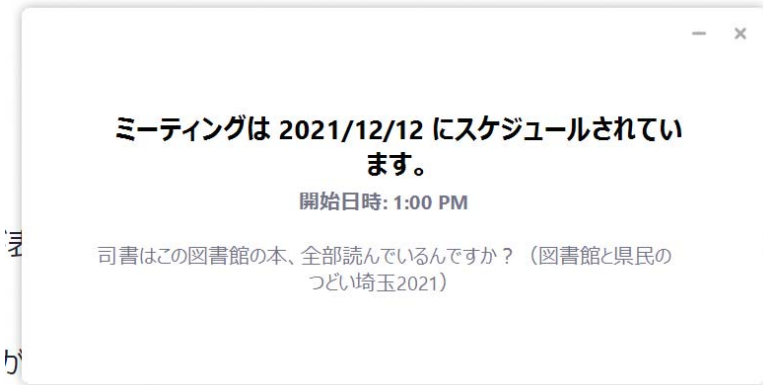 ミーティングは 2021/12/12 にスケジュールされてい
ます。
開始日時: 1:00 PM
司書はこの図書館の本、全部読んでいるんですか？（図書館と県民の
つどい埼玉2021）
が